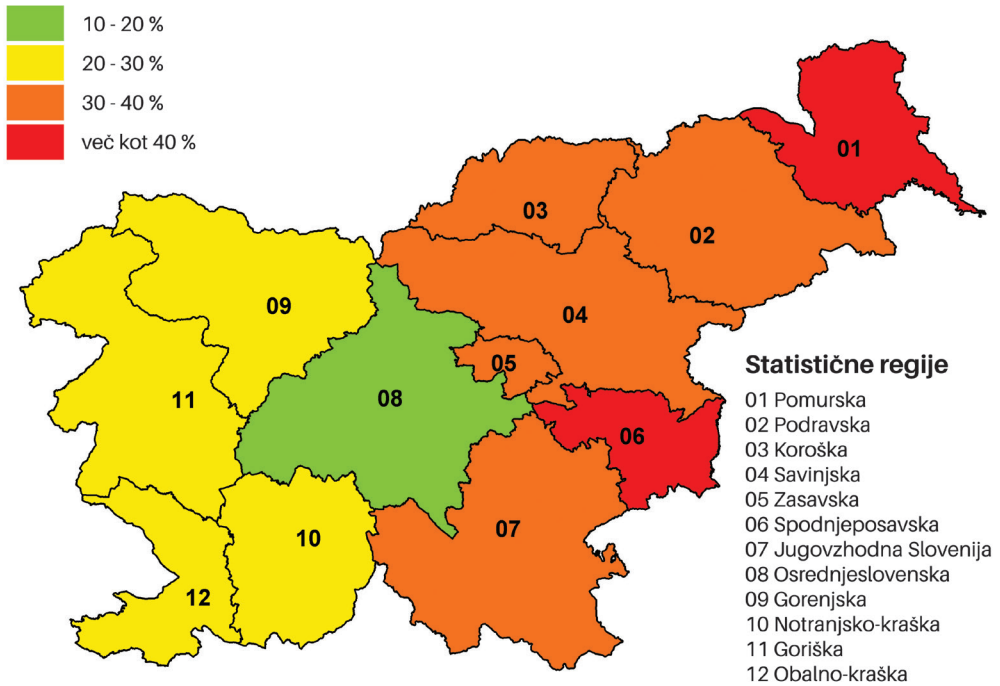 10 - 20 %
20 - 30 %
30 - 40 %
več kot 40 %
01
03
02
09
04
05
11
08
06
07
10
12
Statistične regije
01 Pomurska
02 Podravska
03 Koroška
04 Savinjska
05 Zasavska
06 Spodnjeposavska
07 Jugovzhodna Slovenija
08 Osrednjeslovenska
09 Gorenjska
10 Notranjsko-kraška
11 Goriška
12 Obalno-kraška